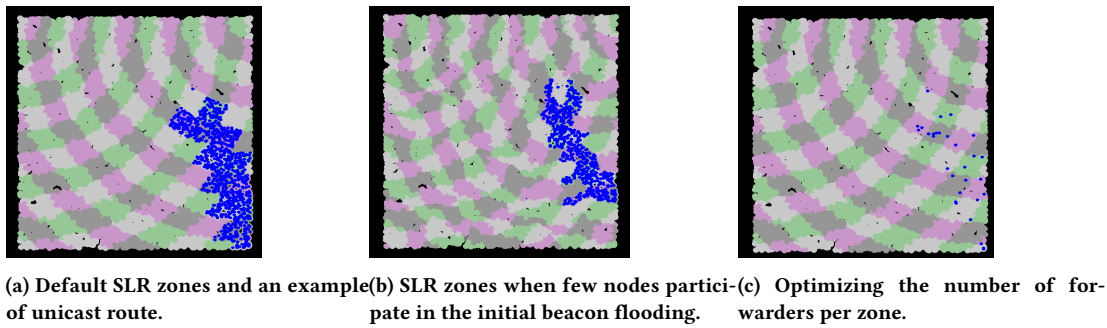 (a) Default SLR zones and an example
of unicast route.
(b) SLR zones when few nodes partici-
pate in the initial beacon flooding.
(c) Optimizing the number of for-
warders per zone.